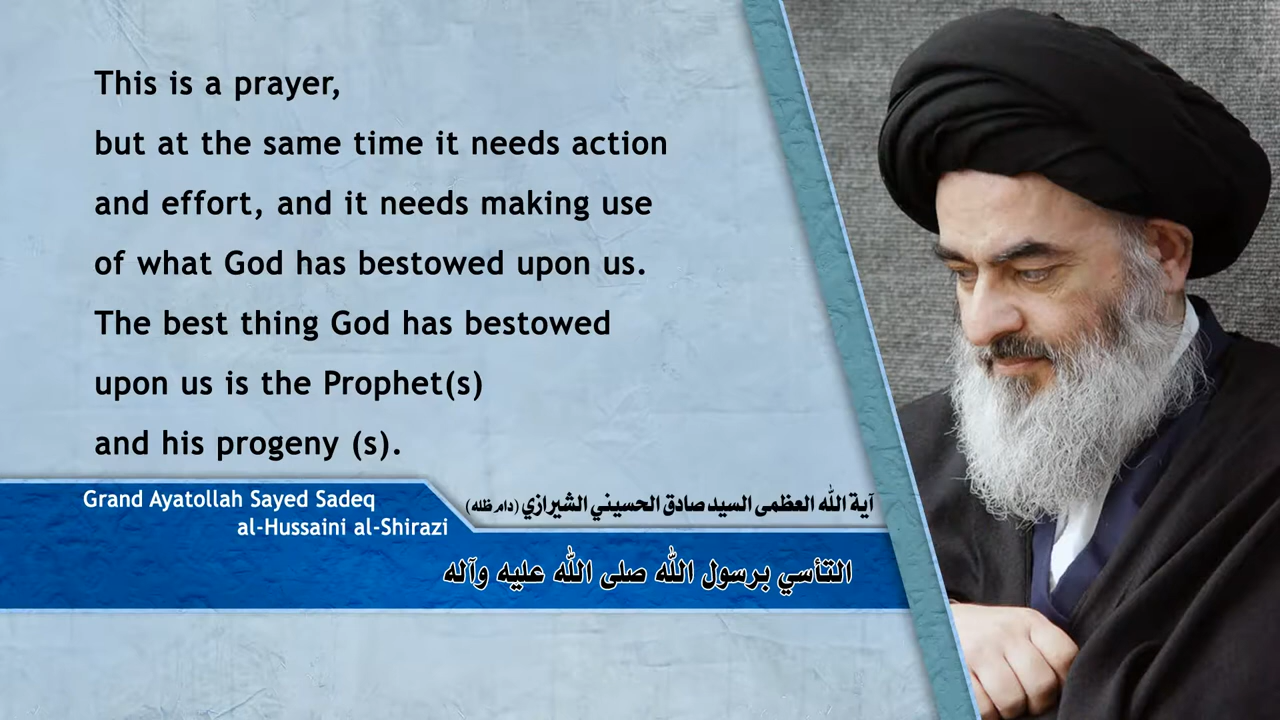 This is a prayer,
but at the same time it needs action
and effort, and it needs making use
of what God has bestowed upon us.
The best thing God has bestowed
upon us is the Prophet(s)
and his progeny (s).
Grand Ayatollah Sayed Sadeq
al-Hussaini al-Shirazi
آية الله العظمى السيد صادق الحسيني الشيرازي (دام ظله)
التأسي برسول الله صلى الله عليه وآله